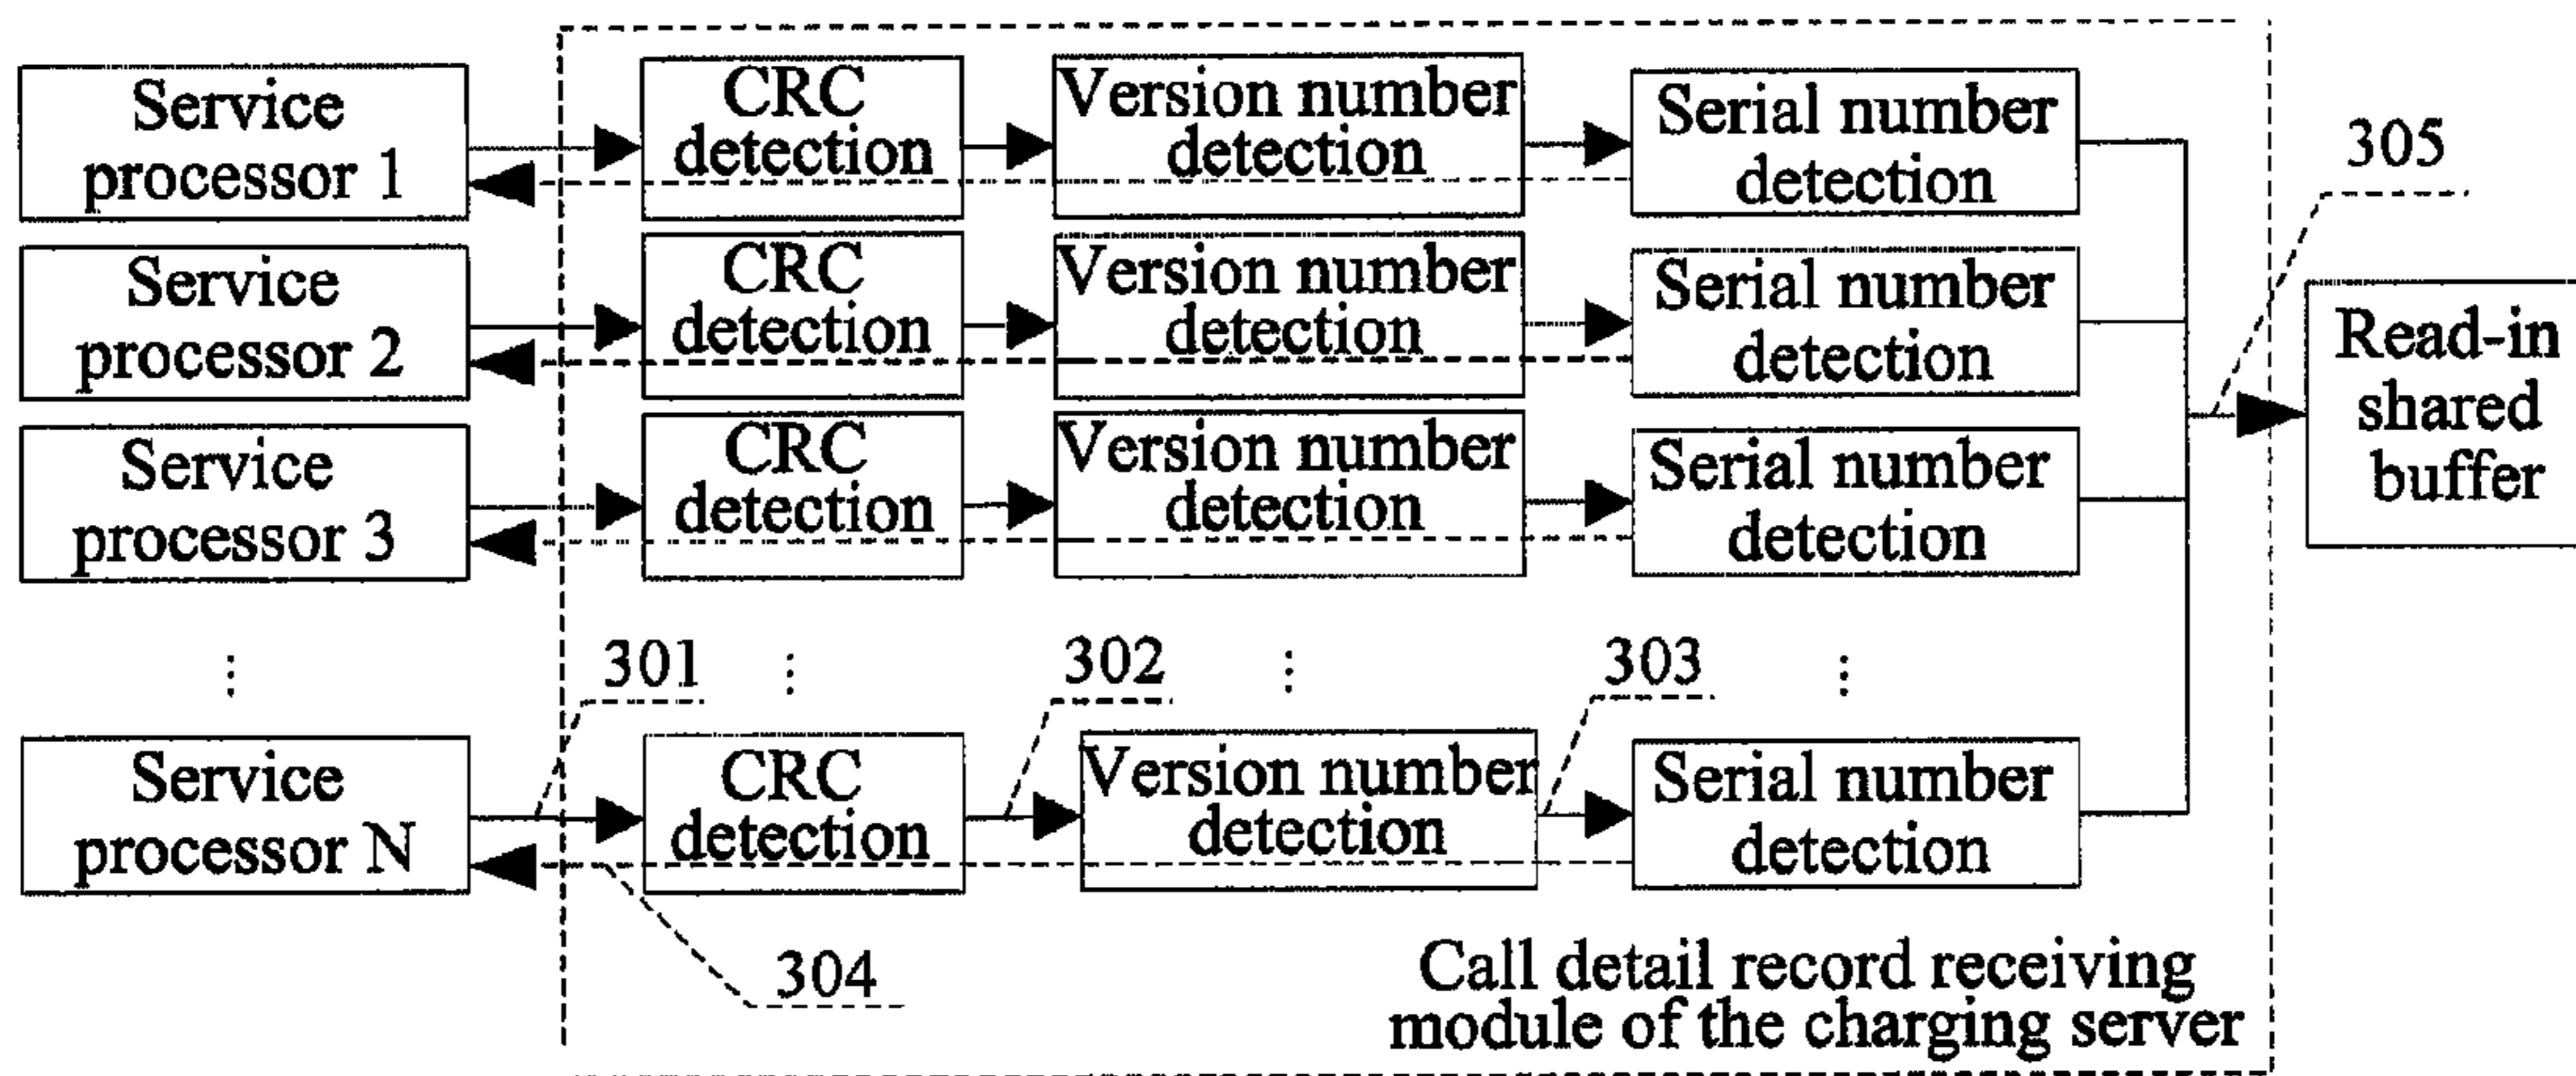 Service
processor 1
CRC
detection
Version number
detection
Serial number
detection
305
Service
processor 2
CRC
detection
Version number
detection
Serial number
detection
Read-in
shared
buffer
Service
processor 3
CRC
detection
Version number
detection
Serial number
detection
301
302
303
Service
processor N
CRC
detection
Version number
detection
Serial number
detection
304
Call detail record receiving
module of the charging server